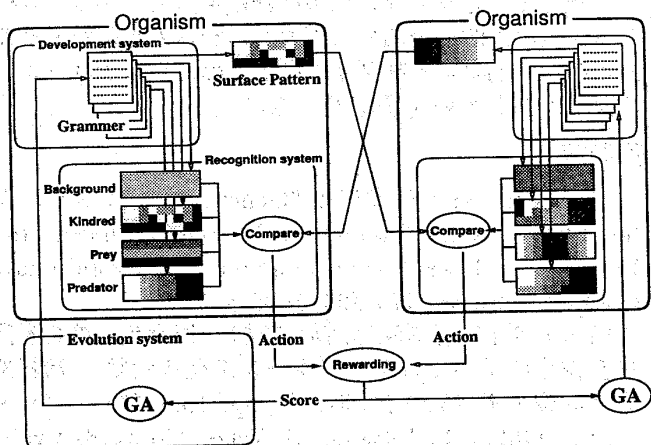 Organism
Organism
Development system
Surface Pattern
Grammer
Recognition system
Background
Kindred
Prey
Predator
Compare
Compare
Action
Action
Evolution system
Rewarding
GA
Score
GA